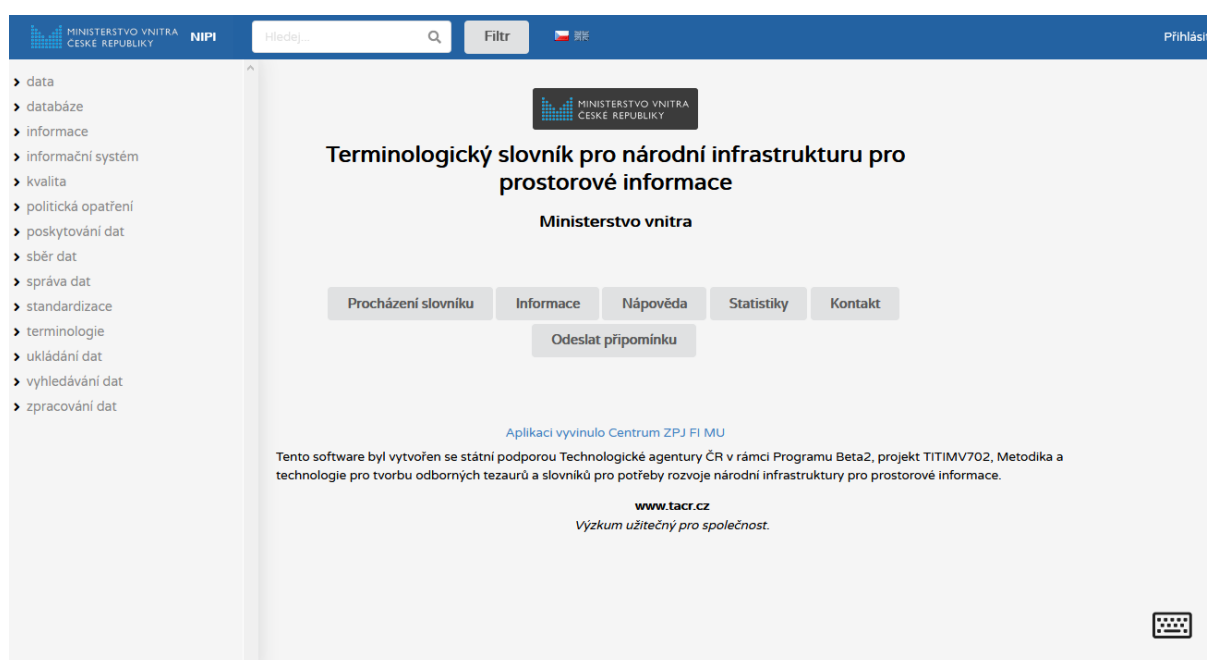 MINISTERSTVO VNITRA
ČESKÉ REPUBLIKY
NIPI
Hledej...
Filtr
Přihlásit
data
databáze
informace
informační systém
kvalita
politická opatření
poskytování dat
sběr dat
správa dat
standardizace
terminologie
ukládání dat
vyhledávání dat
zpracování dat
MINISTERSTVO VNITRA
ČESKÉ REPUBLIKY
Terminologický slovník pro národní infrastrukturu pro
prostorové informace
Ministerstvo vnitra
Procházení slovníku
Informace
Nápověda
Statistiky
Kontakt
Odeslat připomínku
Aplikaci vyvinulo Centrum ZPJ FI MU
Tento software byl vytvořen se státní podporou Technologické agentury ČR v rámci Programu Beta2, projekt TITIMV702, Metodika a
technologie pro tvorbu odborných tezaurů a slovníků pro potřeby rozvoje národní infrastruktury pro prostorové informace.
www.tacr.cz
Výzkum užitečný pro společnost.